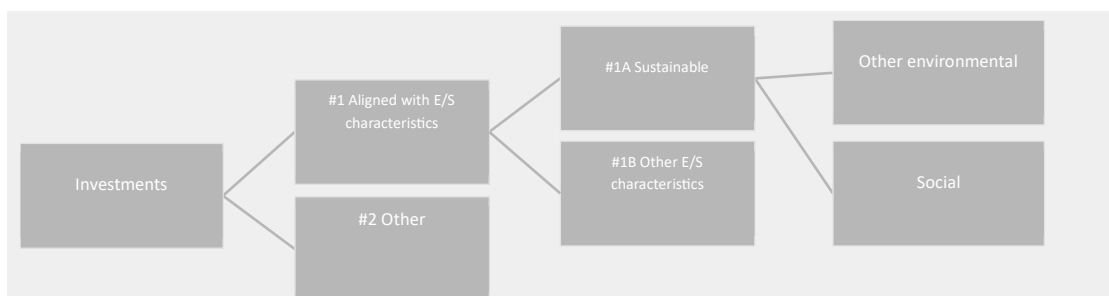 Investments
#1 Aligned with E/S
characteristics
#2 Other
#1A Sustainable
#1B Other E/S
characteristics
Other environmental
Social